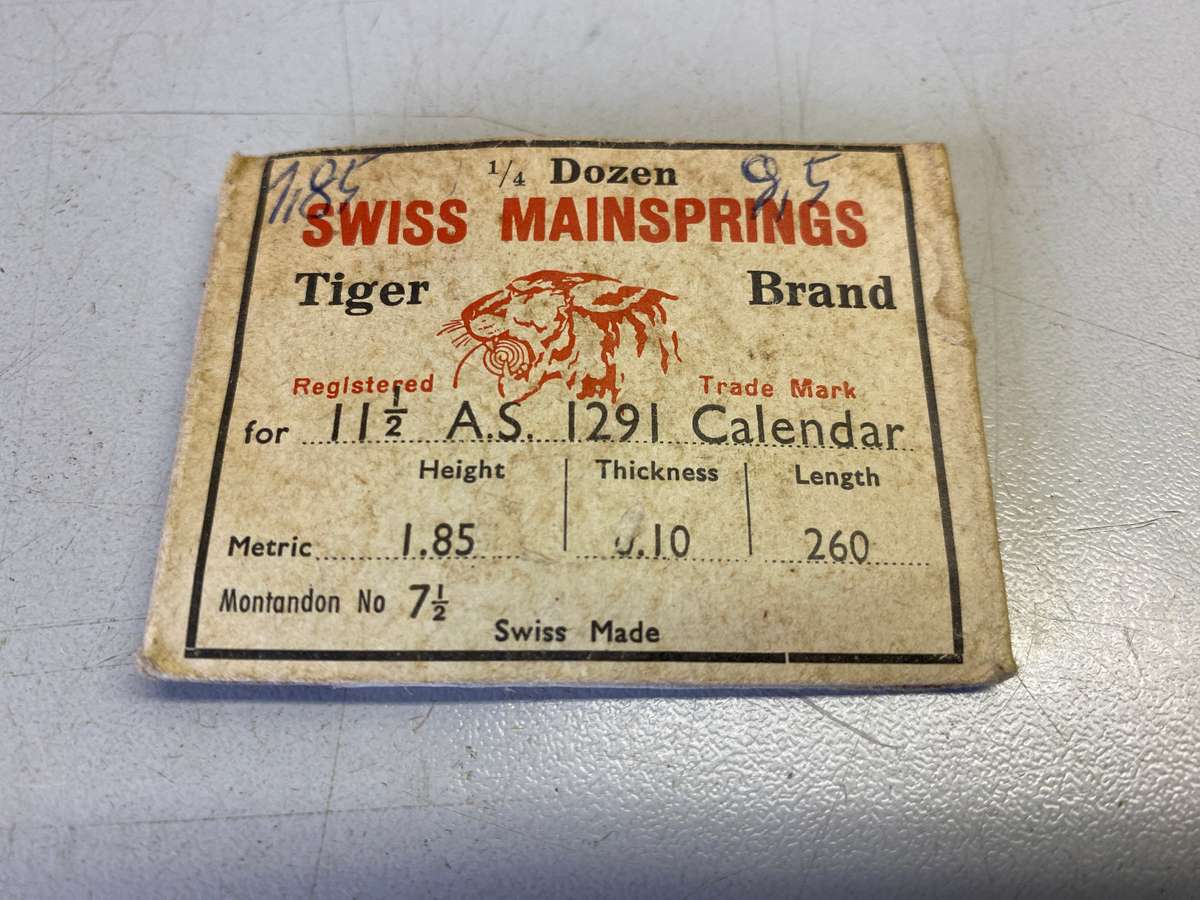 1,85 1/4 Dozen 9,5
SWISS MAINSPRINGS
Tiger Brand
Registered Trade Mark
for 11 1/2 A.S. 1291 Calendar
Height Thickness Length
Metric 1.85 0.10 260
Montandon No 7 1/2
Swiss Made